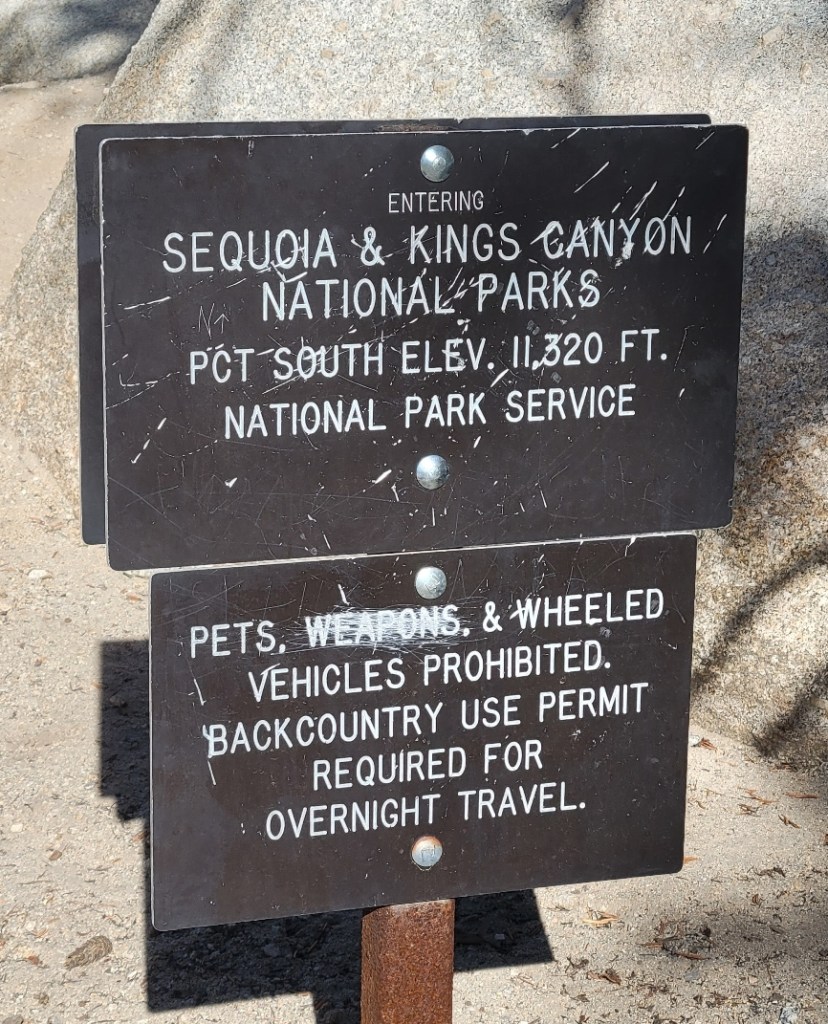 ENTERING
SEQUOIA & KINGS CANYON
NATIONAL PARKS
PCT SOUTH ELEV. 11,320 FT.
NATIONAL PARK SERVICE
PETS, WEAPONS, & WHEELED
VEHICLES PROHIBITED.
BACKCOUNTRY USE PERMIT
REQUIRED FOR
OVERNIGHT TRAVEL.